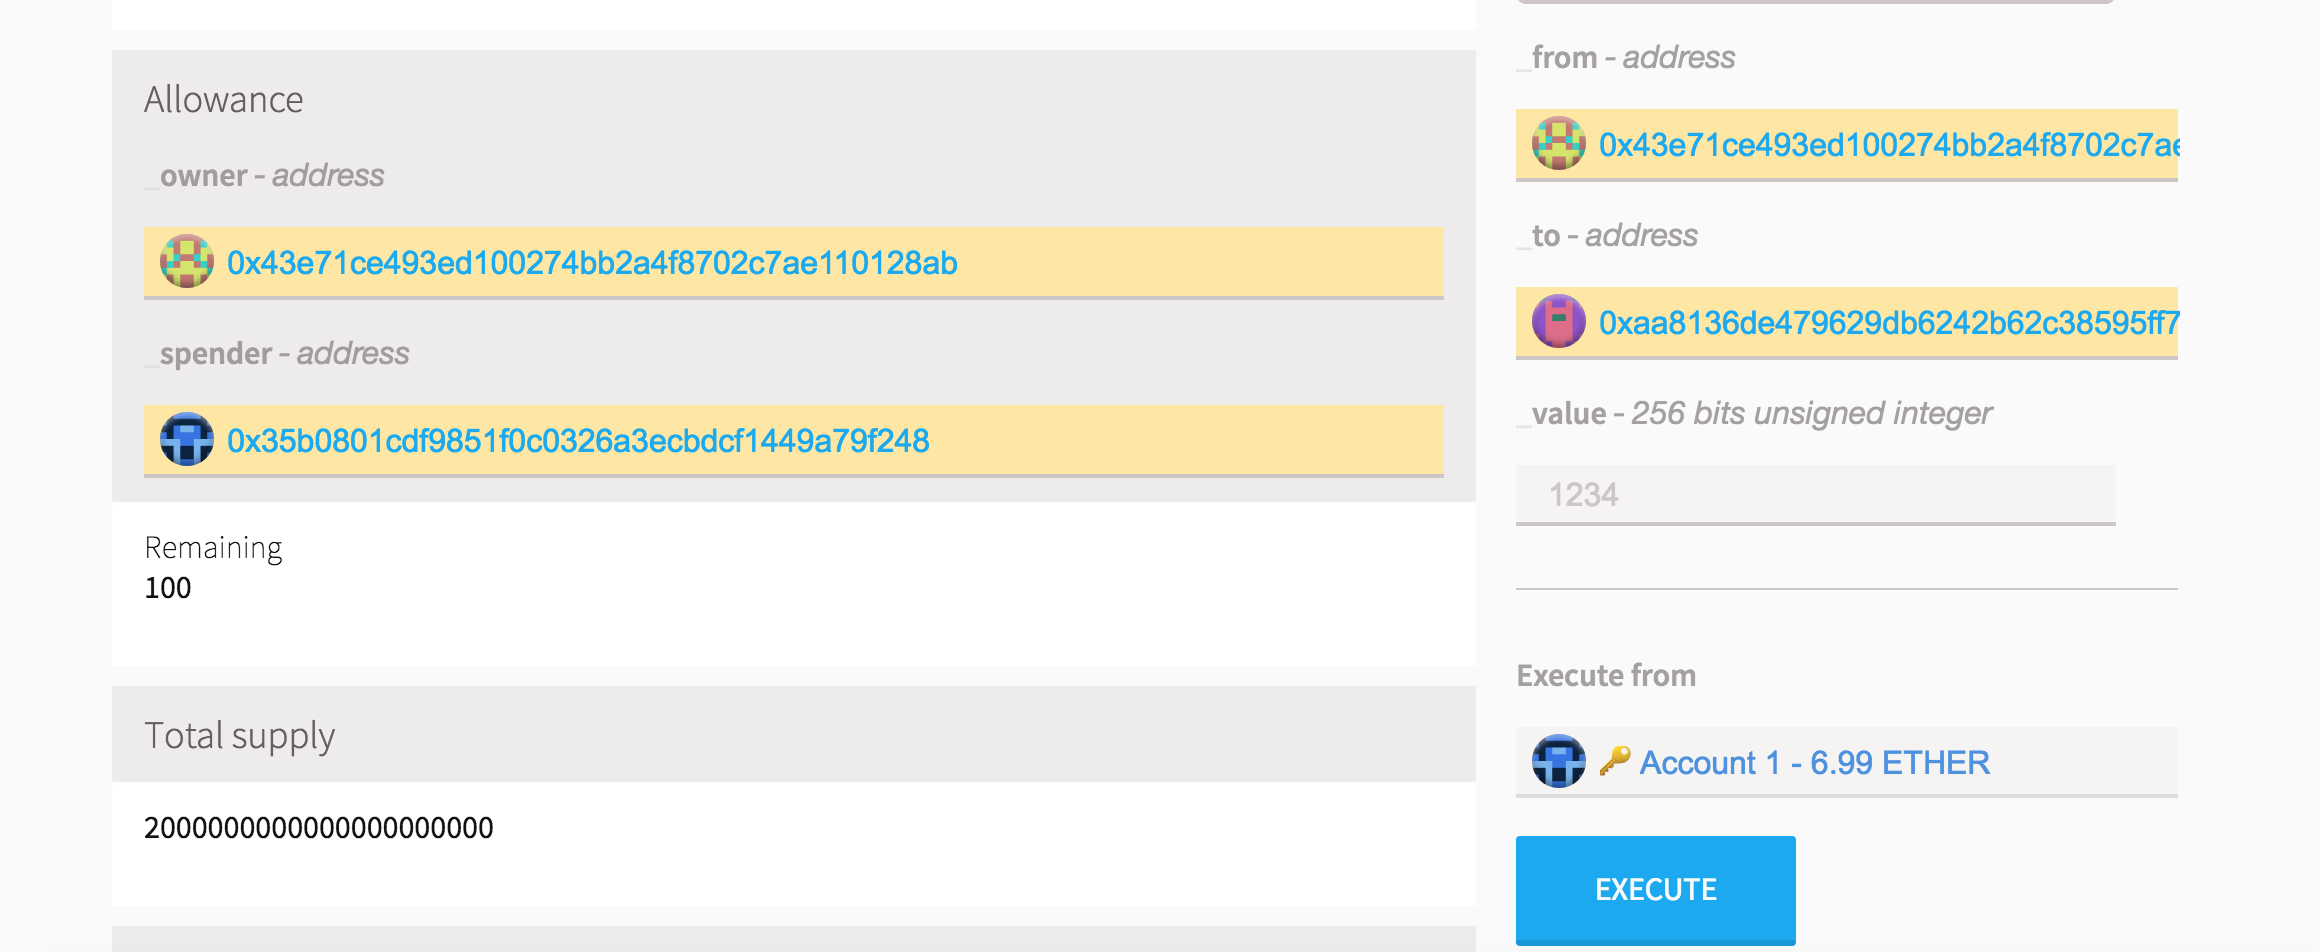 Allowance
_owner - address
0x43e71ce493ed100274bb2a4f8702c7ae110128ab
_spender - address
0x35b0801cdf9851f0c0326a3ecbdcf1449a79f248
Remaining
100
Total supply
2000000000000000000000
_from - address
0x43e71ce493ed100274bb2a4f8702c7ae
_to - address
0xaa8136de479629db6242b62c38595ff7
_value - 256 bits unsigned integer
1234
Execute from
Account 1 - 6.99 ETHER
EXECUTE